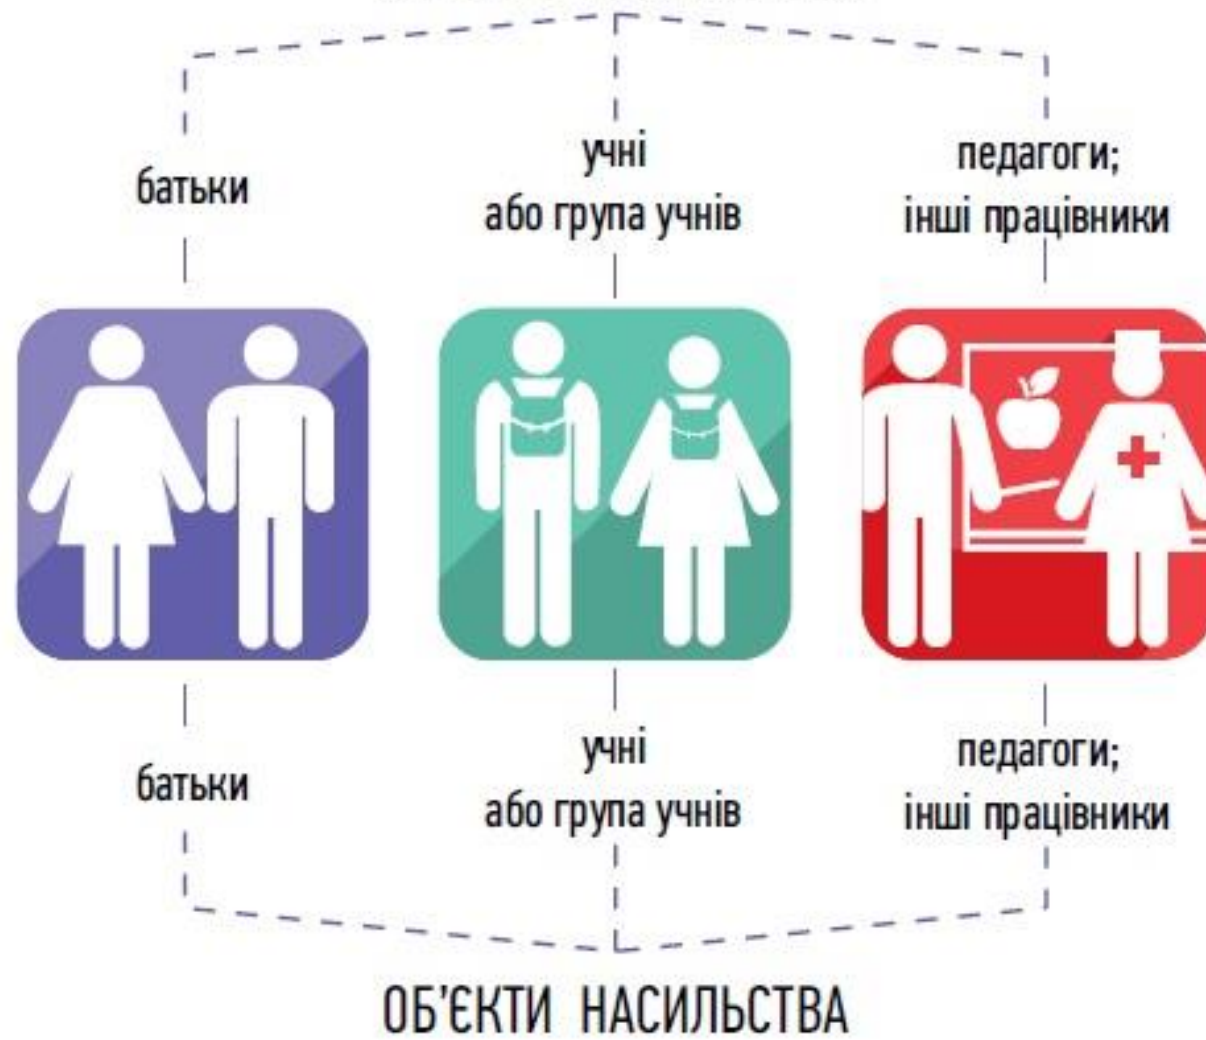 батьки
учні
або група учнів
педагоги;
інші працівники
батьки
учні
або група учнів
педагоги;
інші працівники
ОБ'ЄКТИ НАСИЛЬСТВА